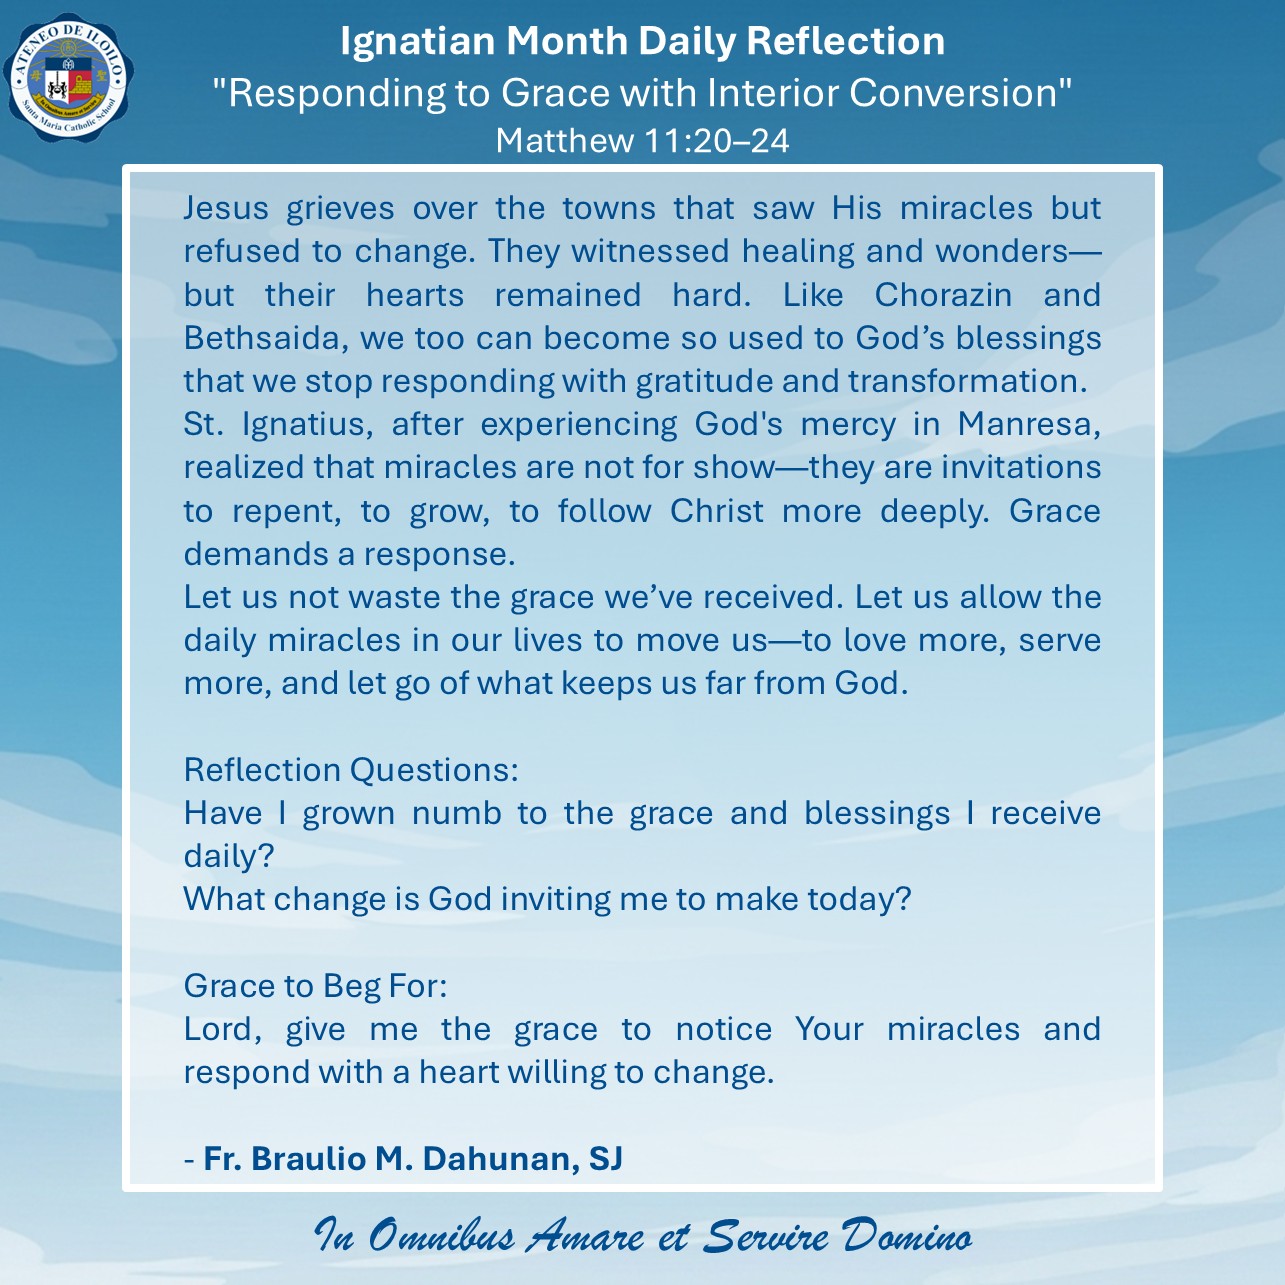 ATENEO DE ILOILO
Santa Maria Catholic School
Ignatian Month Daily Reflection
"Responding to Grace with Interior Conversion"
Matthew 11:20–24
Jesus grieves over the towns that saw His miracles but
refused to change. They witnessed healing and wonders—
but their hearts remained hard. Like Chorazin and
Bethsaida, we too can become so used to God’s blessings
that we stop responding with gratitude and transformation.
St. Ignatius, after experiencing God's mercy in Manresa,
realized that miracles are not for show—they are invitations
to repent, to grow, to follow Christ more deeply. Grace
demands a response.
Let us not waste the grace we’ve received. Let us allow the
daily miracles in our lives to move us—to love more, serve
more, and let go of what keeps us far from God.
Reflection Questions:
Have I grown numb to the grace and blessings I receive
daily?
What change is God inviting me to make today?
Grace to Beg For:
Lord, give me the grace to notice Your miracles and
respond with a heart willing to change.
- Fr. Braulio M. Dahunan, SJ
In Omnibus Amare et Servire Domino